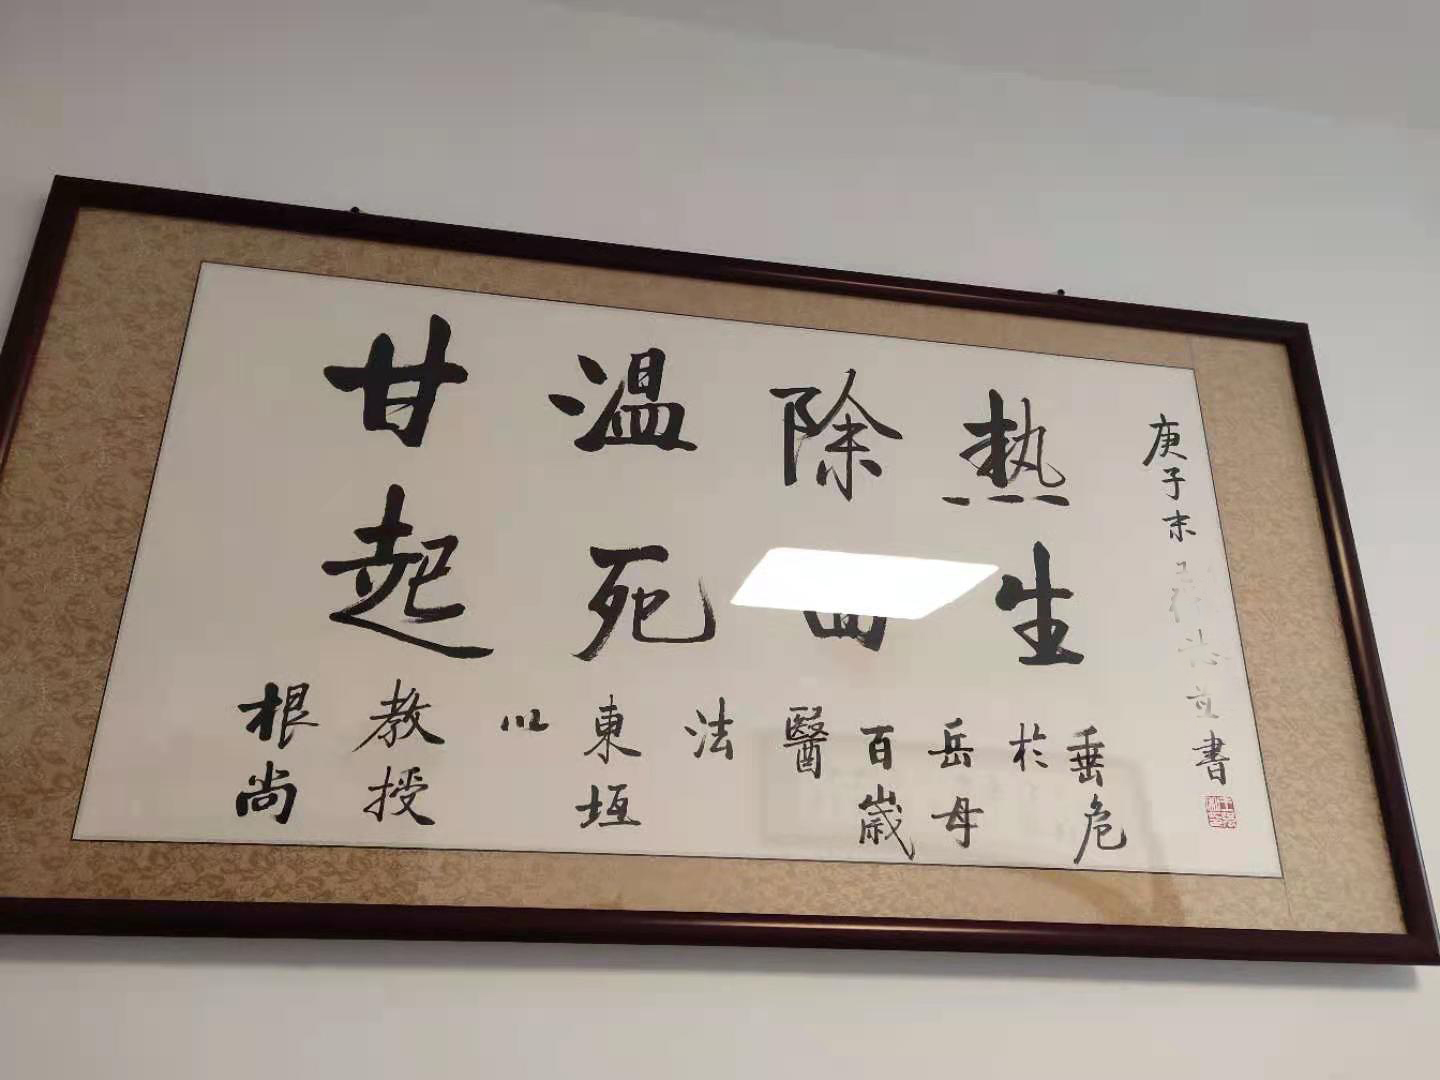 甘温除热
起死回生
根尚教授以東垣法醫百歲岳母於垂危
庚子末 書